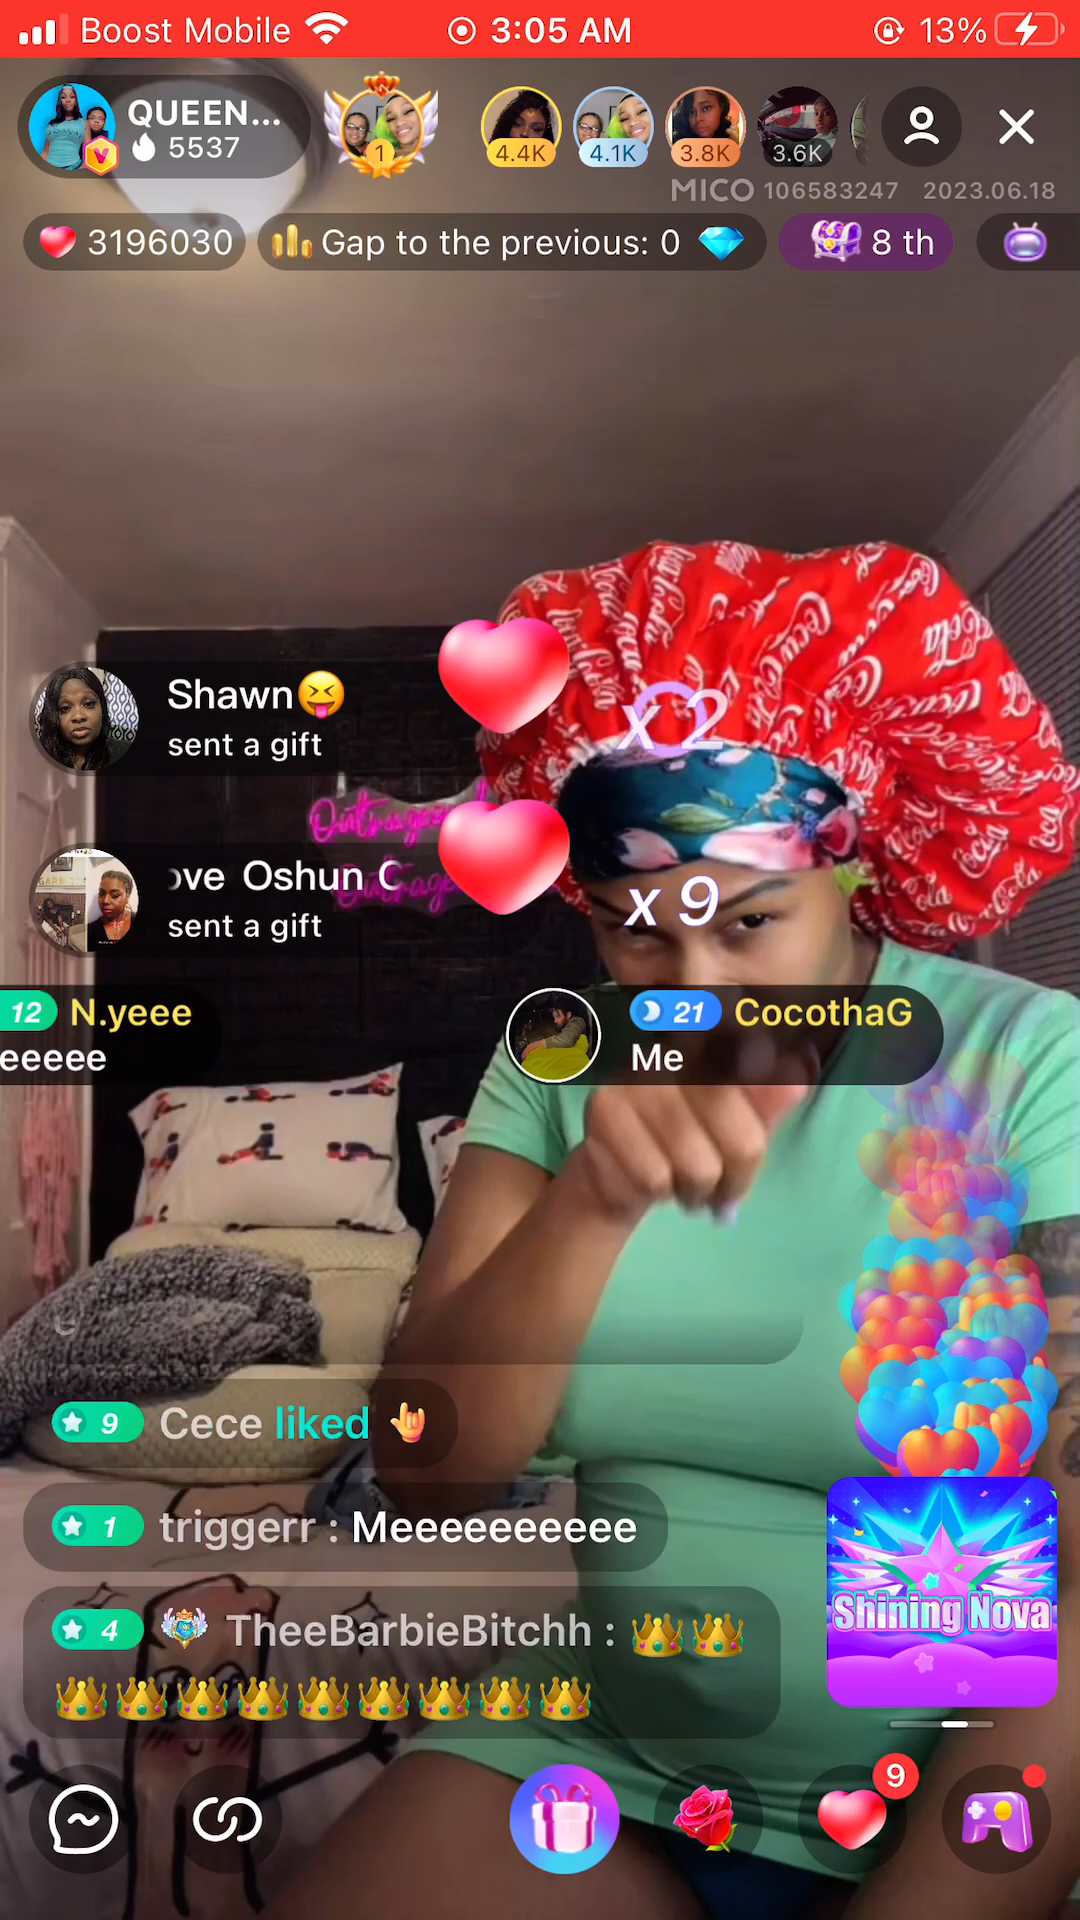 Boost Mobile 3:05 AM 13%
QUEEN... 5537 1 4.4K 4.1K 3.8K 3.6K
MICO 106583247 2023.06.18
3196030 Gap to the previous: 0 8 th
Shawn😝
sent a gift
x 2
ove Oshun
sent a gift
x 9
12 N.yeee
eeeeee
21 CocothaG
Me
9 Cece liked 🤟
1 triggerr : Meeeeeeeeeee
4 TheeBarbieBitchh : 👑👑
👑👑👑👑👑👑👑👑👑
Shining Nova
9